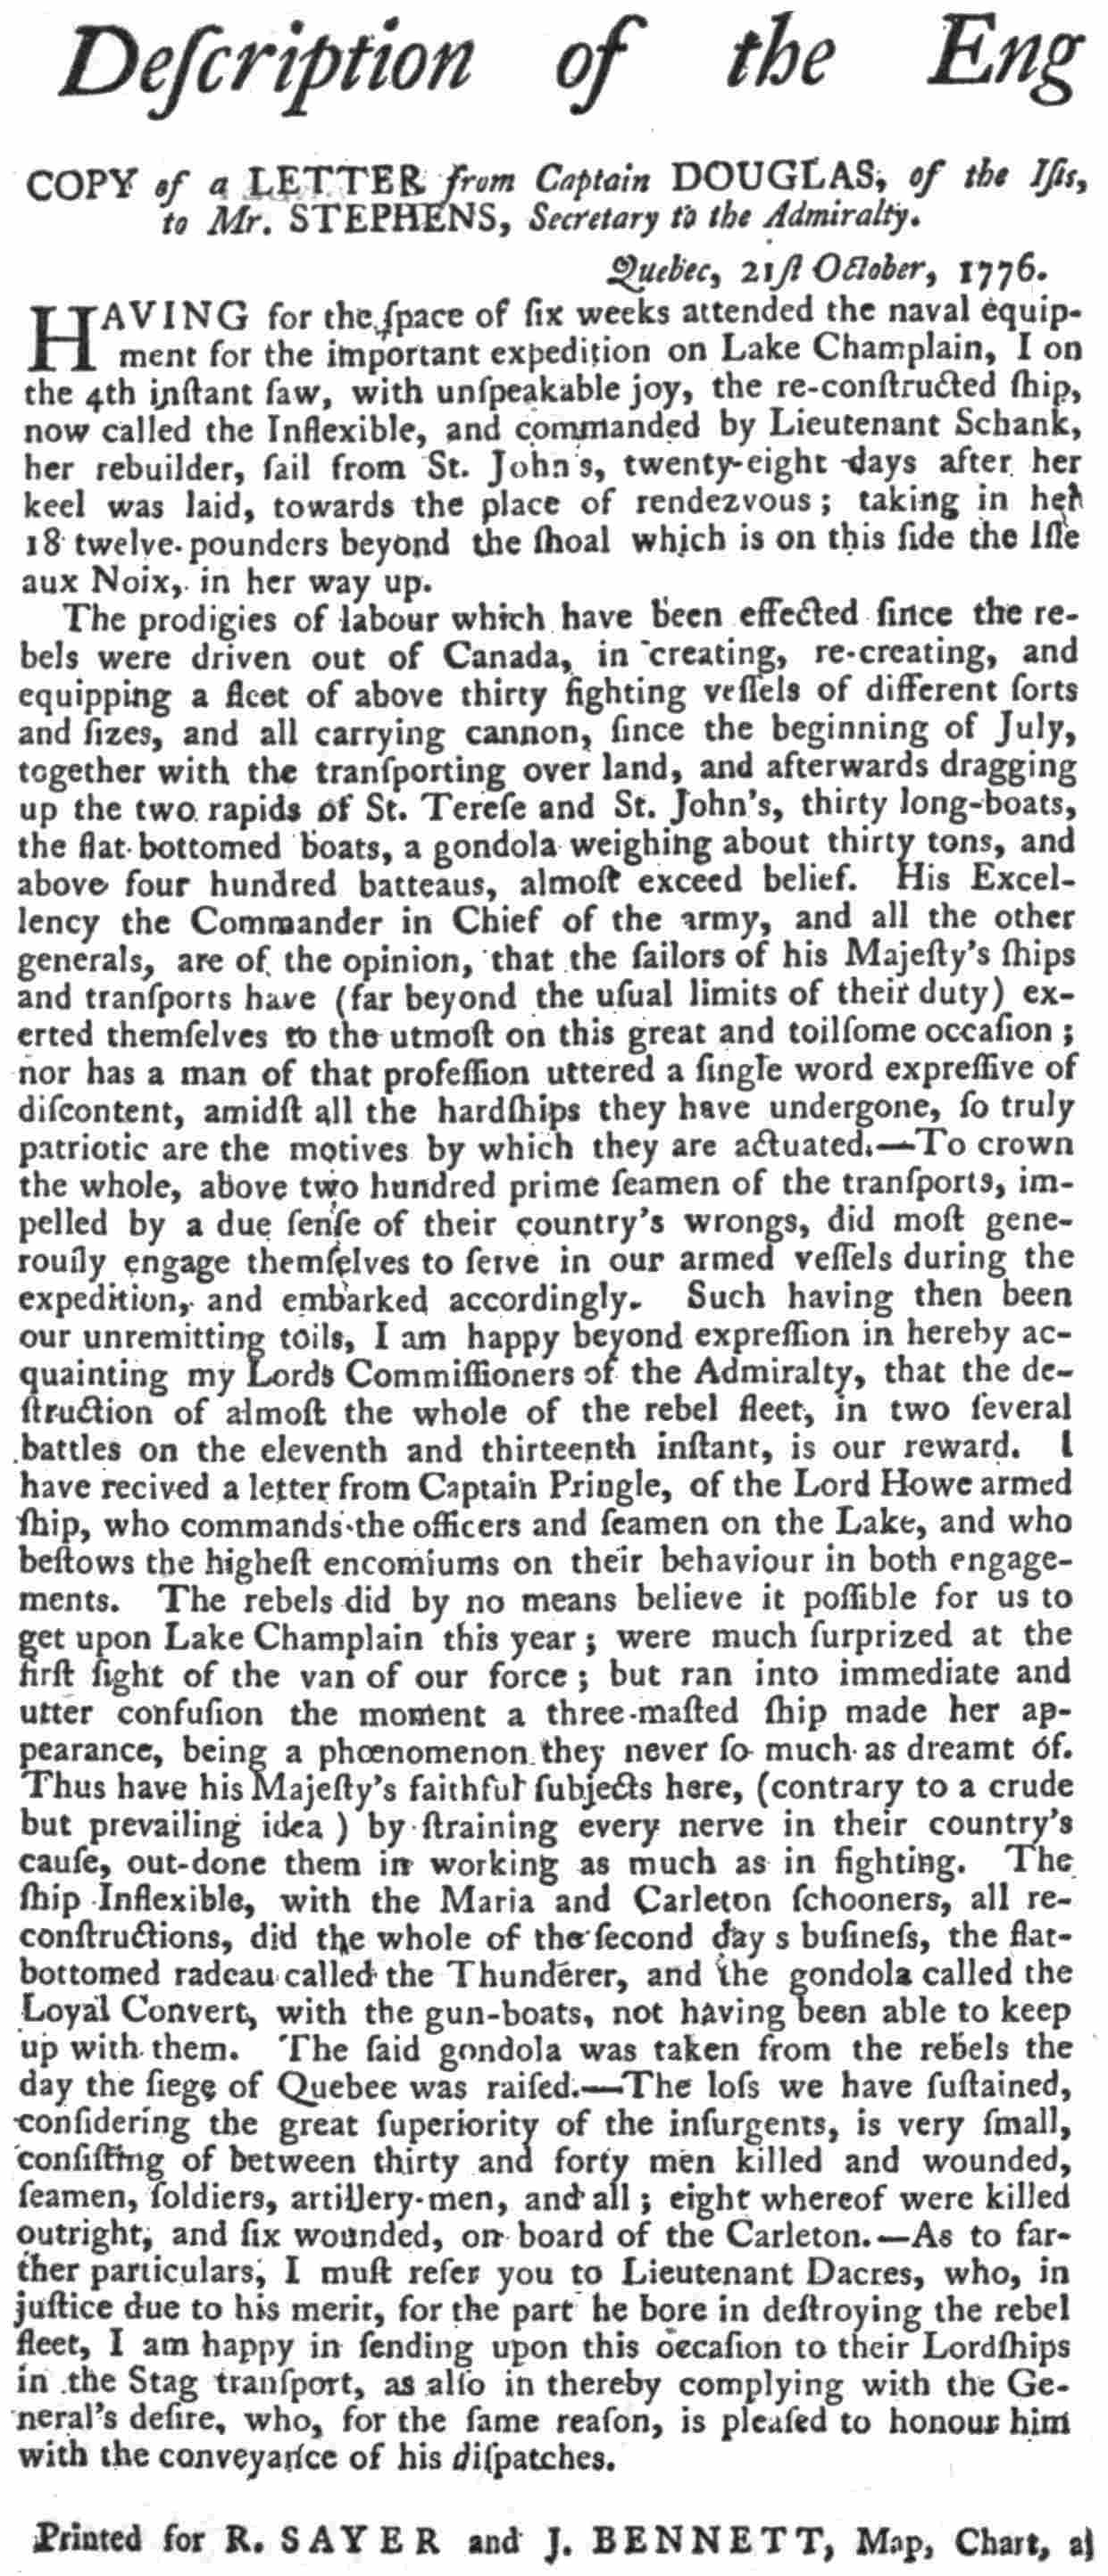 Deſcription of the Eng
COPY of a LETTER from Captain DOUGLAS, of the Iſis,
to Mr. STEPHENS, Secretary to the Admiralty.
Quebec, 21ſt October, 1776.
HAVING for the ſpace of ſix weeks attended the naval equip-
ment for the important expedition on Lake Champlain, I on
the 4th inſtant ſaw, with unſpeakable joy, the re-conſtructed ſhip,
now called the Inflexible, and commanded by Lieutenant Schank,
her rebuilder, ſail from St. John's, twenty-eight days after her
keel was laid, towards the place of rendezvous; taking in her
18 twelve-pounders beyond the ſhoal which is on this ſide the Iſle
aux Noix, in her way up.
The prodigies of labour which have been effected ſince the re-
bels were driven out of Canada, in creating, re-creating, and
equipping a fleet of above thirty fighting veſſels of different ſorts
and ſizes, and all carrying cannon, ſince the beginning of July,
together with the tranſporting over land, and afterwards dragging
up the two rapids of St. Tereſe and St. John's, thirty long-boats,
the flat-bottomed boats, a gondola weighing about thirty tons, and
above four hundred batteaus, almoſt exceed belief. His Excel-
lency the Commander in Chief of the army, and all the other
generals, are of the opinion, that the ſailors of his Majeſty's ſhips
and tranſports have (far beyond the uſual limits of their duty) ex-
erted themſelves to the utmoſt on this great and toilſome occaſion;
nor has a man of that profeſſion uttered a ſingle word expreſſive of
diſcontent, amidſt all the hardſhips they have undergone, ſo truly
patriotic are the motives by which they are actuated.—To crown
the whole, above two hundred prime ſeamen of the tranſports, im-
pelled by a due ſenſe of their country's wrongs, did moſt gene-
rouſly engage themſelves to ſerve in our armed veſſels during the
expedition, and embarked accordingly. Such having then been
our unremitting toils, I am happy beyond expreſſion in hereby ac-
quainting my Lords Commiſſioners of the Admiralty, that the de-
ſtruction of almoſt the whole of the rebel fleet, in two ſeveral
battles on the eleventh and thirteenth inſtant, is our reward. I
have recived a letter from Captain Pringle, of the Lord Howe armed
ſhip, who commands the officers and ſeamen on the Lake, and who
beſtows the higheſt encomiums on their behaviour in both engage-
ments. The rebels did by no means believe it poſſible for us to
get upon Lake Champlain this year; were much ſurprized at the
firſt ſight of the van of our force; but ran into immediate and
utter confuſion the moment a three-maſted ſhip made her ap-
pearance, being a phœnomenon they never ſo much as dreamt of.
Thus have his Majeſty's faithful ſubjects here, (contrary to a crude
but prevailing idea) by ſtraining every nerve in their country's
cauſe, out-done them in working as much as in fighting. The
ſhip Inflexible, with the Maria and Carleton ſchooners, all re-
conſtructions, did the whole of the ſecond day s buſineſs, the flat-
bottomed radeau called the Thunderer, and the gondola called the
Loyal Convert, with the gun-boats, not having been able to keep
up with them. The ſaid gondola was taken from the rebels the
day the ſiege of Quebee was raiſed.—The loſs we have ſuſtained,
conſidering the great ſuperiority of the inſurgents, is very ſmall,
conſiſting of between thirty and forty men killed and wounded,
ſeamen, ſoldiers, artillery-men, and all; eight whereof were killed
outright, and ſix wounded, on board of the Carleton.—As to far-
ther particulars, I muſt refer you to Lieutenant Dacres, who, in
juſtice due to his merit, for the part he bore in deſtroying the rebel
fleet, I am happy in ſending upon this occaſion to their Lordſhips
in the Stag tranſport, as alſo in thereby complying with the Ge-
neral's deſire, who, for the ſame reaſon, is pleaſed to honour him
with the conveyance of his diſpatches.
Printed for R. SAYER and J. BENNETT, Map, Chart, a